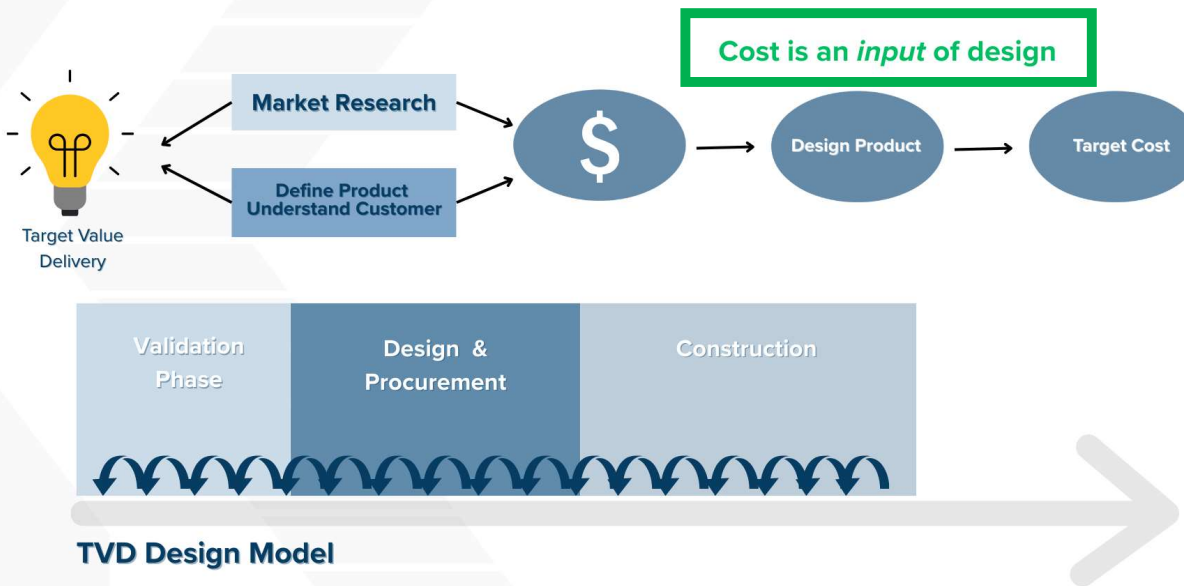 Cost is an input of design
Market Research
Define Product
Understand Customer
$
Design Product
Target Cost
Target Value
Delivery
Validation
Phase
Design &
Procurement
Construction
TVD Design Model